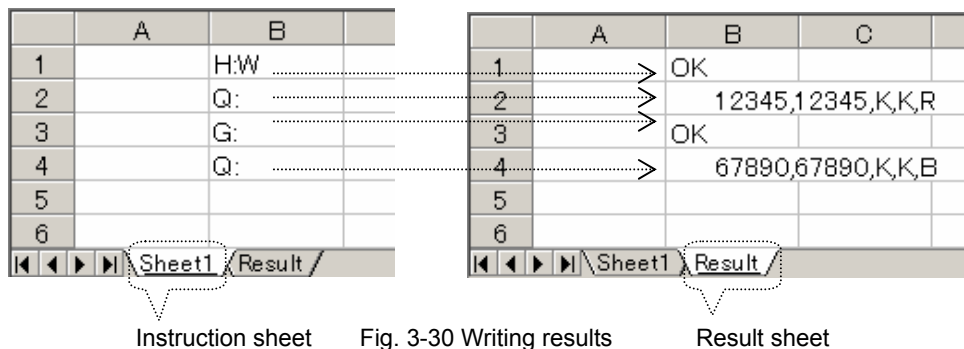 A B
1 H:W
2 Q:
3 G:
4 Q:
5
6
Sheet1 Result
A B C
1 OK
2 12345,12345,K,K,R
3 OK
4 67890,67890,K,K,B
5
6
Sheet1 Result
Instruction sheet Fig. 3-30 Writing results Result sheet